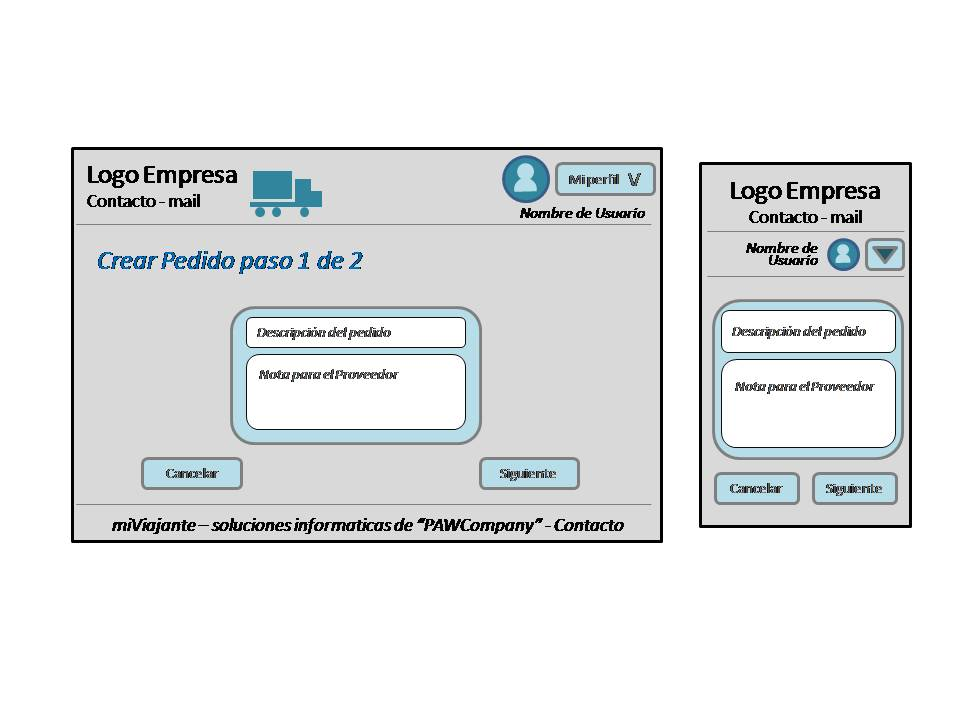 Logo Empresa
Contacto - mail
Mi perfil V
Nombre de Usuario
Crear Pedido paso 1 de 2
Descripción del pedido
Nota para el Proveedor
Cancelar
Siguiente
miViajante – soluciones informaticas de “PAWCompany” - Contacto
Logo Empresa
Contacto - mail
Nombre de
Usuario
Descripción del pedido
Nota para el Proveedor
Cancelar
Siguiente